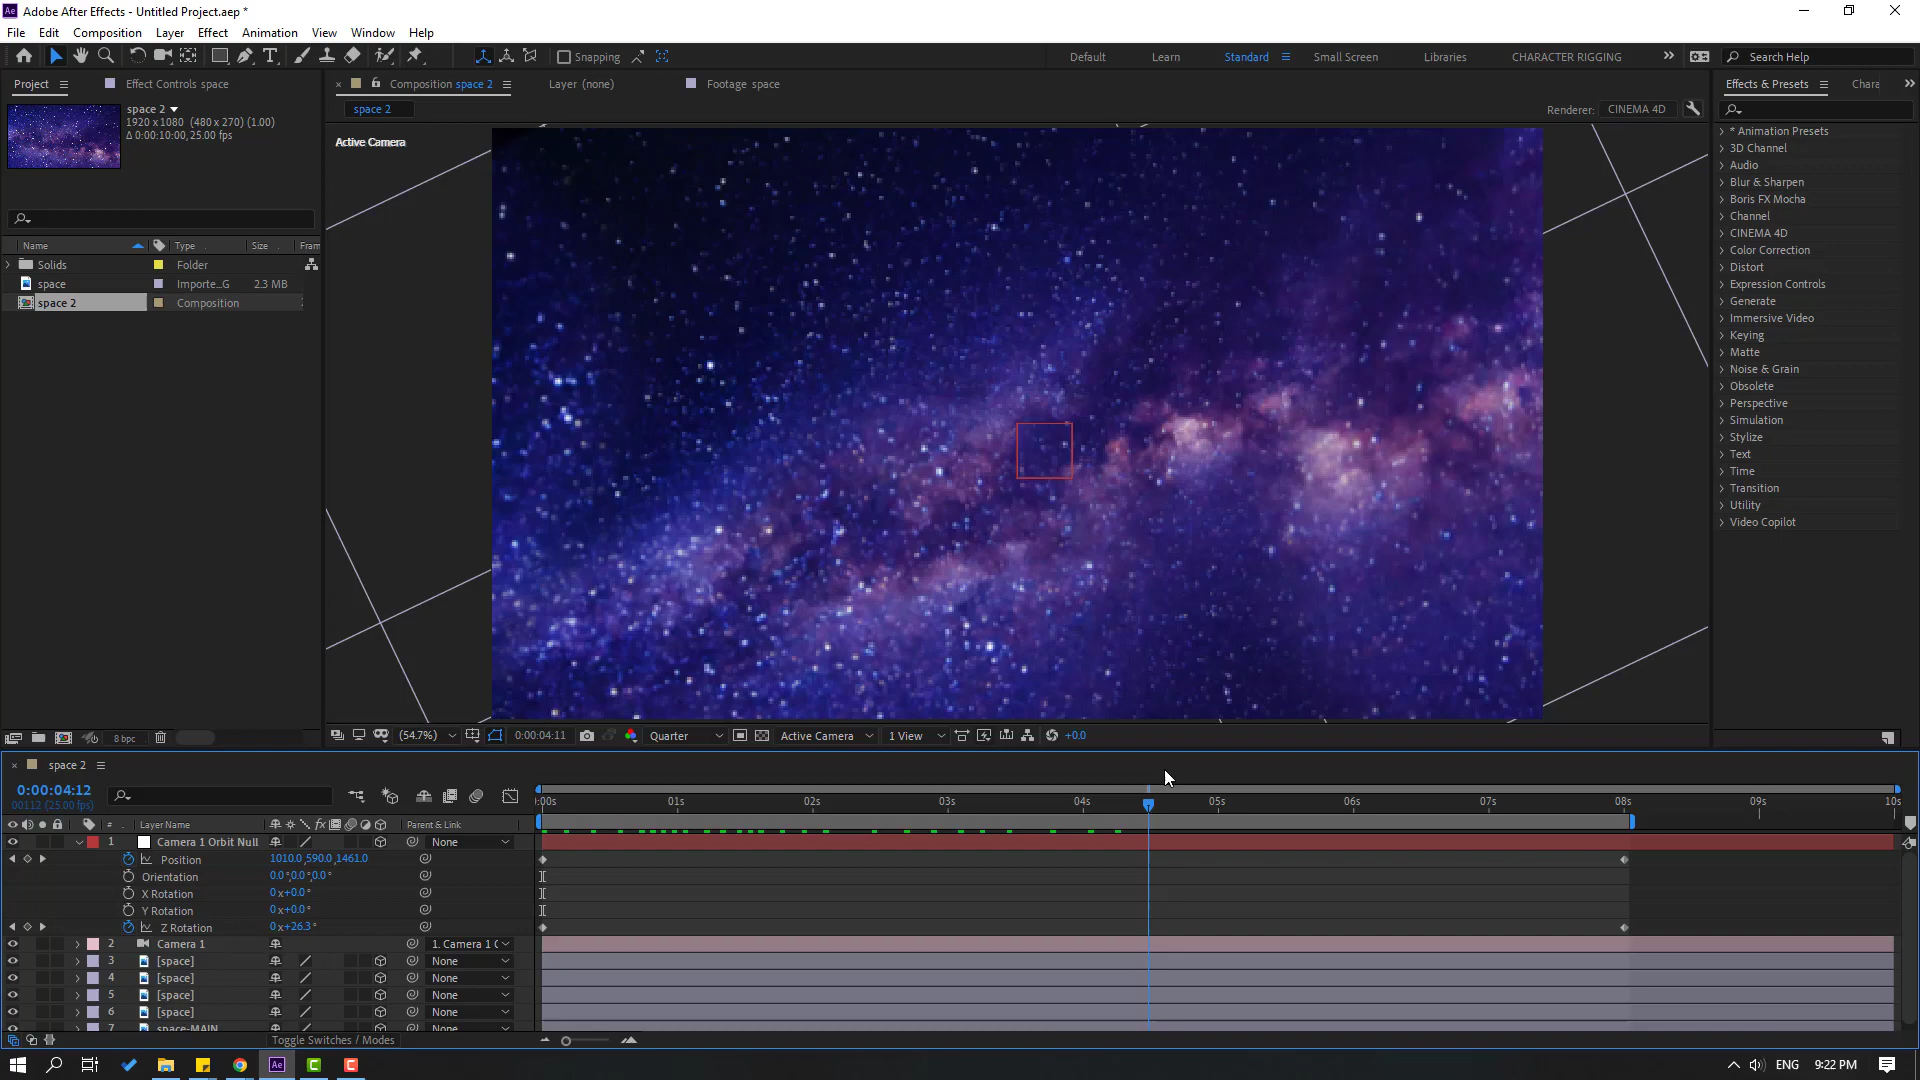 Adobe After Effects - Untitled Project.aep *
File Edit Composition Layer Effect Animation View Window Help
Snapping
Default Learn Standard Small Screen Libraries CHARACTER RIGGING
Search Help
Project
Effect Controls space
Composition space 2
Layer (none)
Footage space
Effects & Presets
Chara
space 2
1920 x 1080 (480 x 270) (1.00)
Δ 0:00:10:00, 25.00 fps
space 2
Renderer: CINEMA 4D
Active Camera
Name Type Size Fram
Solids Folder
space Importe...G 2.3 MB
space 2 Composition
* Animation Presets
3D Channel
Audio
Blur & Sharpen
Boris FX Mocha
Channel
CINEMA 4D
Color Correction
Distort
Expression Controls
Generate
Immersive Video
Keying
Matte
Noise & Grain
Obsolete
Perspective
Simulation
Stylize
Text
Time
Transition
Utility
Video Copilot
8 bpc
(54.7%) 0:00:04:11 Quarter Active Camera 1 View +0.0
space 2
0:00:04:12
00112 (25.00 fps)
:00s 01s 02s 03s 04s 05s 06s 07s 08s 09s 10s
# Layer Name fx Parent & Link
1 Camera 1 Orbit Null None
Position 1010.0,590.0,1461.0
Orientation 0.0°,0.0°,0.0°
X Rotation 0x+0.0°
Y Rotation 0x+0.0°
Z Rotation 0x+26.3°
2 Camera 1 1. Camera 1 O
3 [space] None
4 [space] None
5 [space] None
6 [space] None
7 space-MAIN None
Toggle Switches / Modes
Ae
ENG 9:22 PM